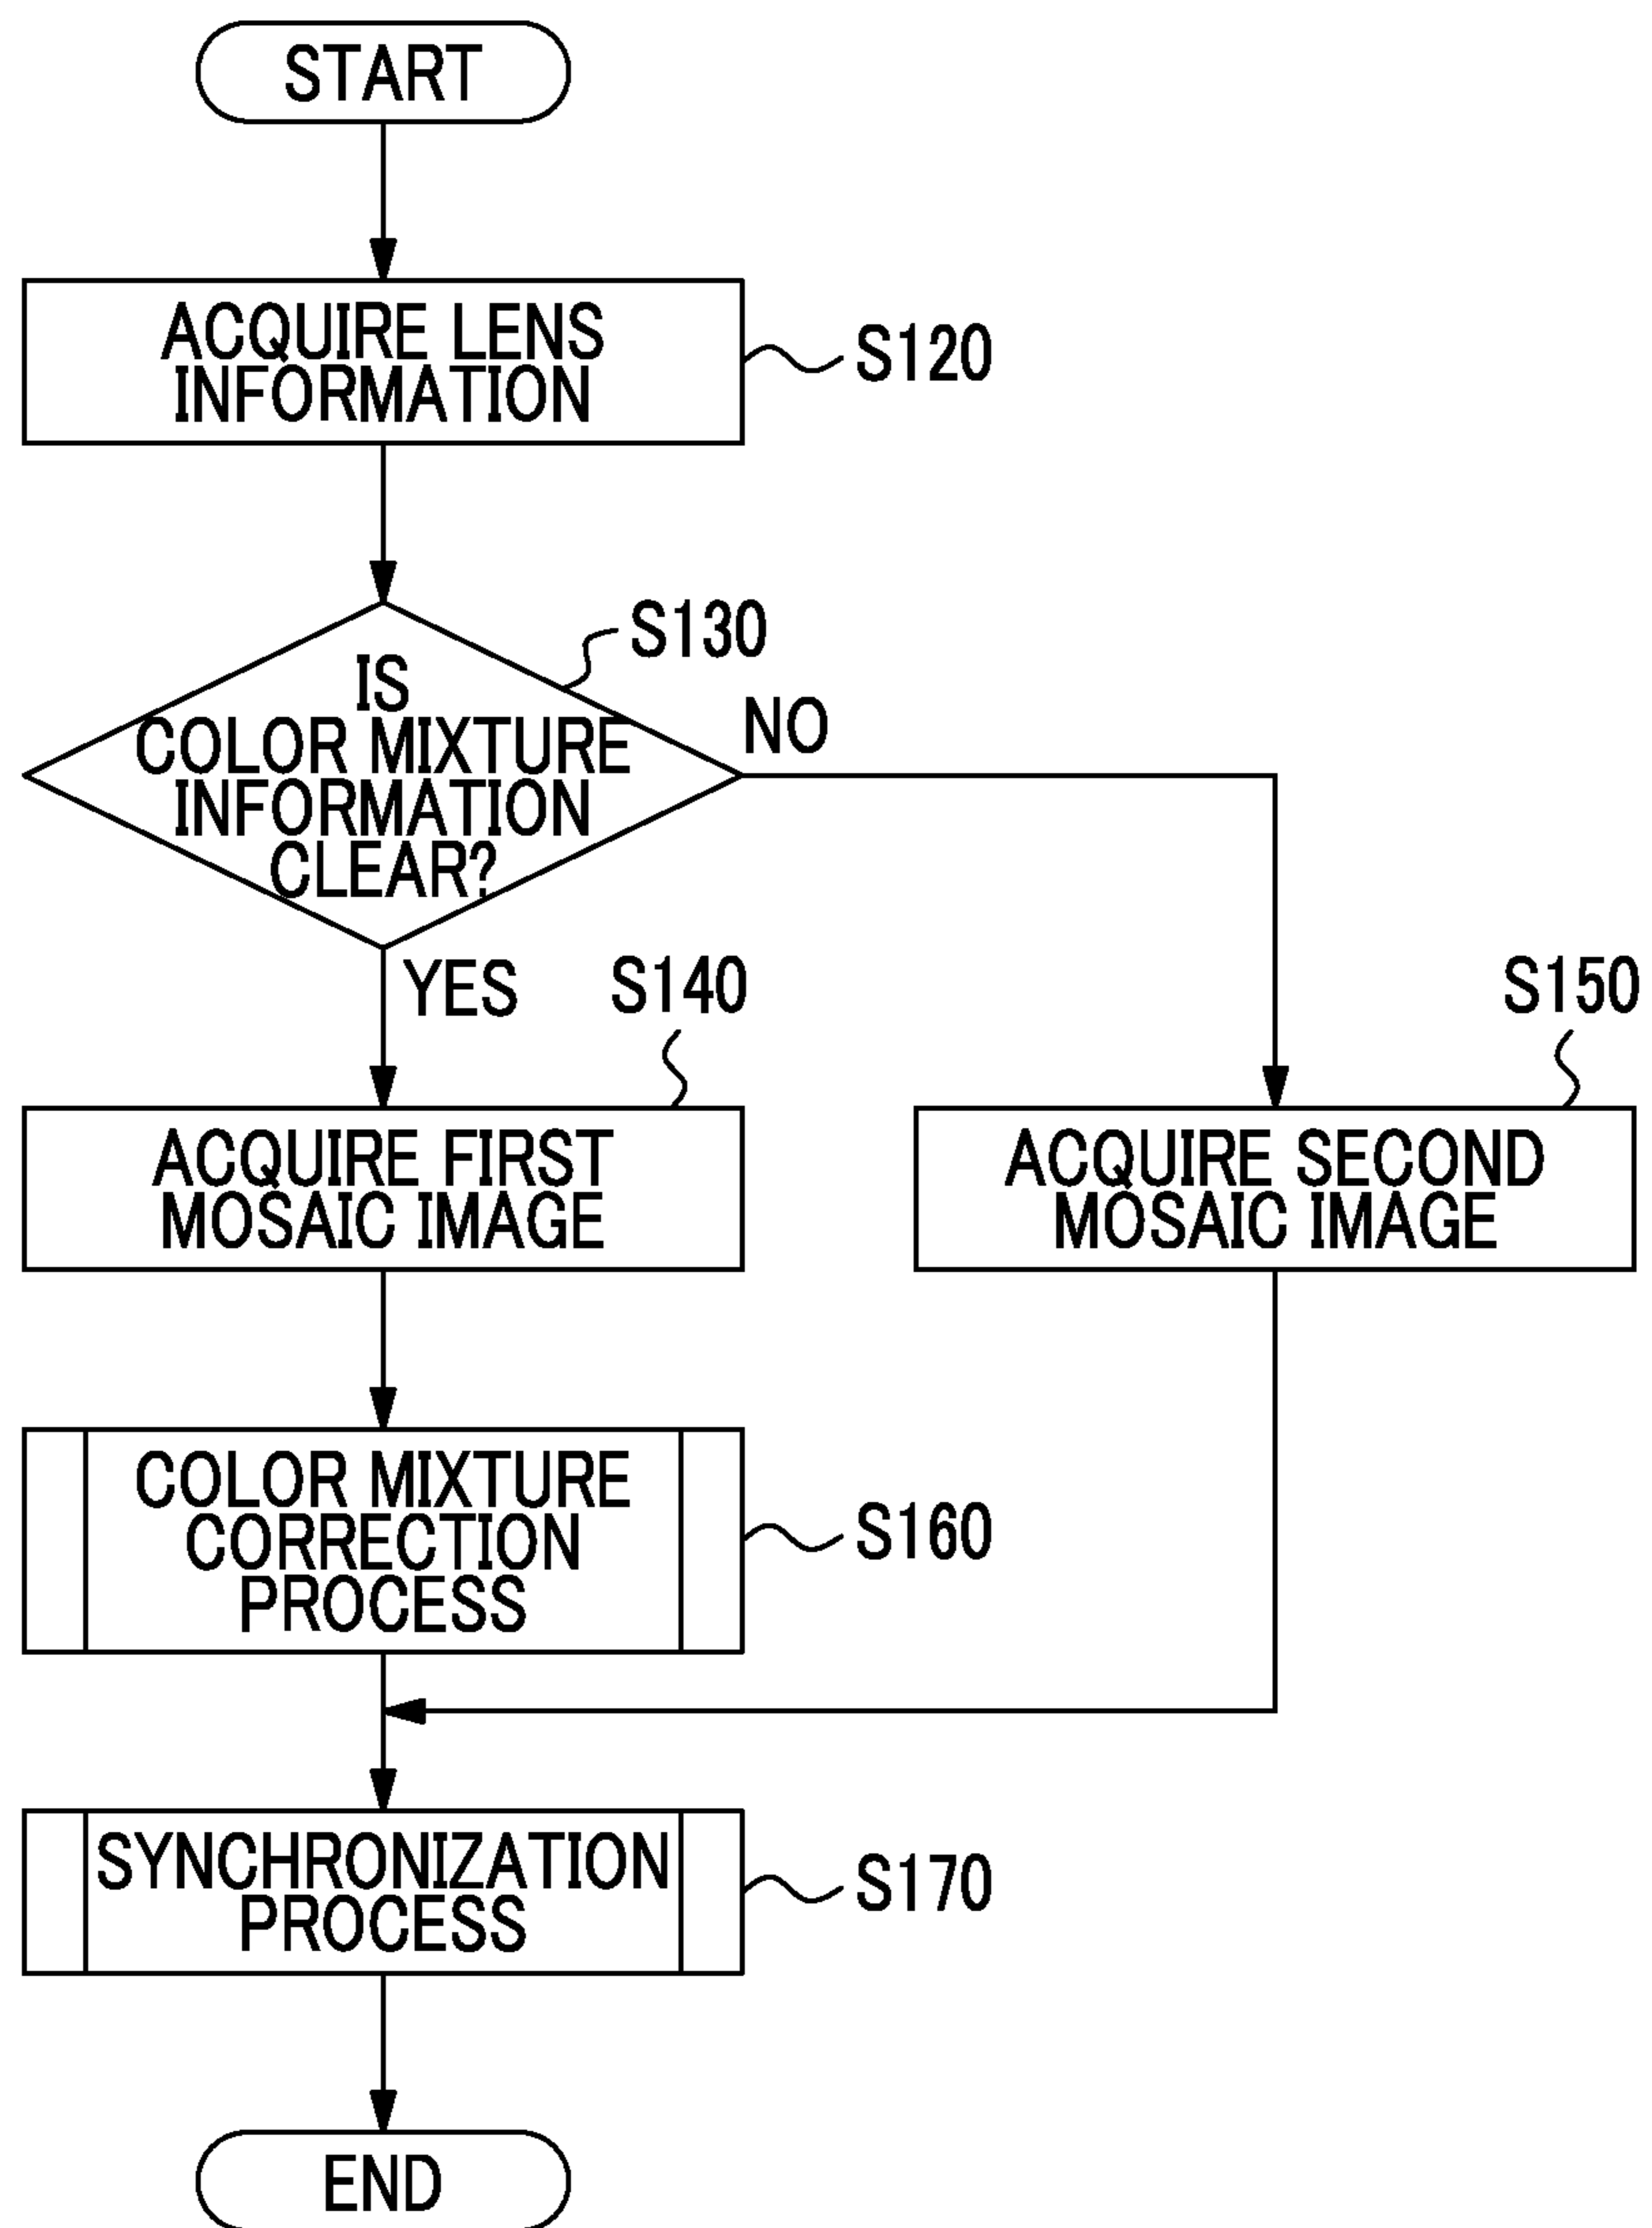 START
ACQUIRE LENS
INFORMATION
S120
S130
IS
COLOR MIXTURE
INFORMATION
CLEAR?
NO
YES
S140
S150
ACQUIRE FIRST
MOSAIC IMAGE
ACQUIRE SECOND
MOSAIC IMAGE
COLOR MIXTURE
CORRECTION
PROCESS
S160
SYNCHRONIZATION
PROCESS
S170
END